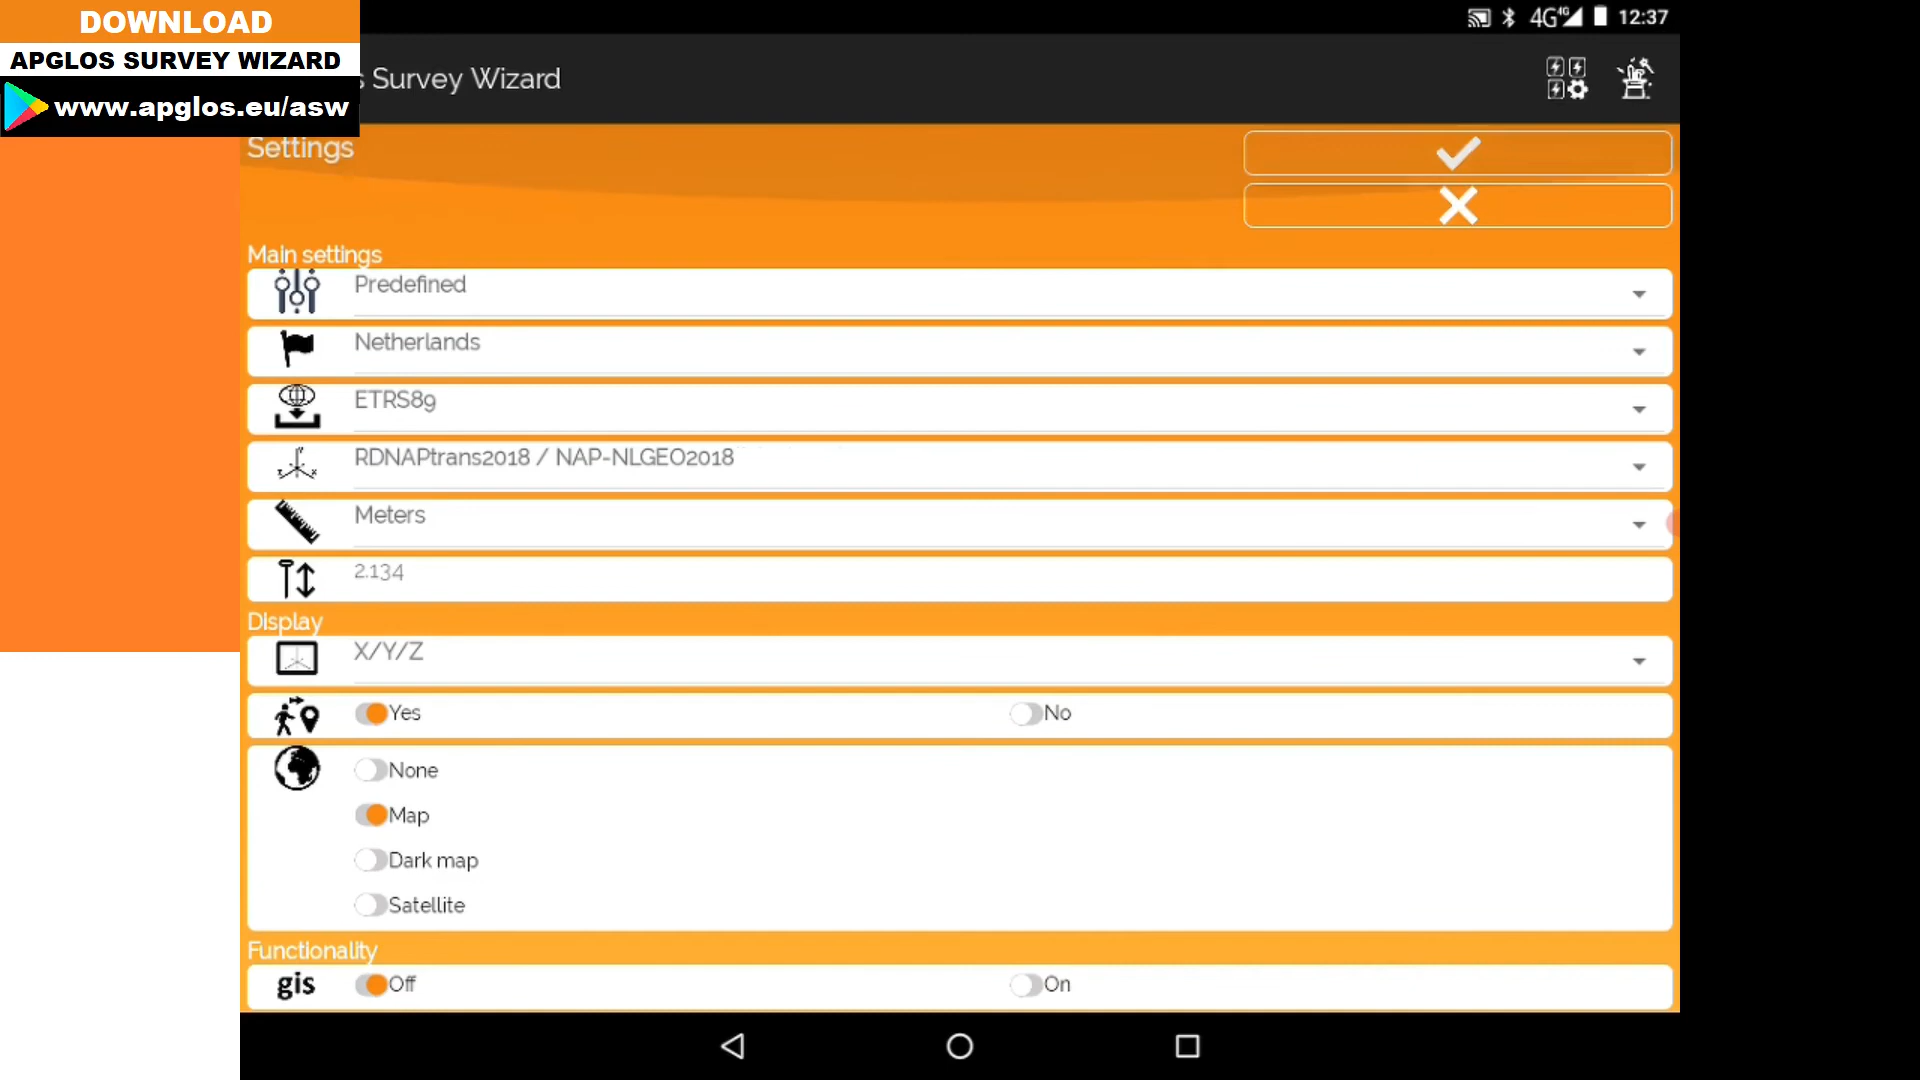 DOWNLOAD
APGLOS SURVEY WIZARD
www.apglos.eu/asw
4G 4G 12:37
s Survey Wizard
Settings
Main settings
Predefined
Netherlands
ETRS89
RDNAPtrans2018 / NAP-NLGEO2018
Meters
2.134
Display
X/Y/Z
Yes No
None
Map
Dark map
Satellite
Functionality
gis Off On